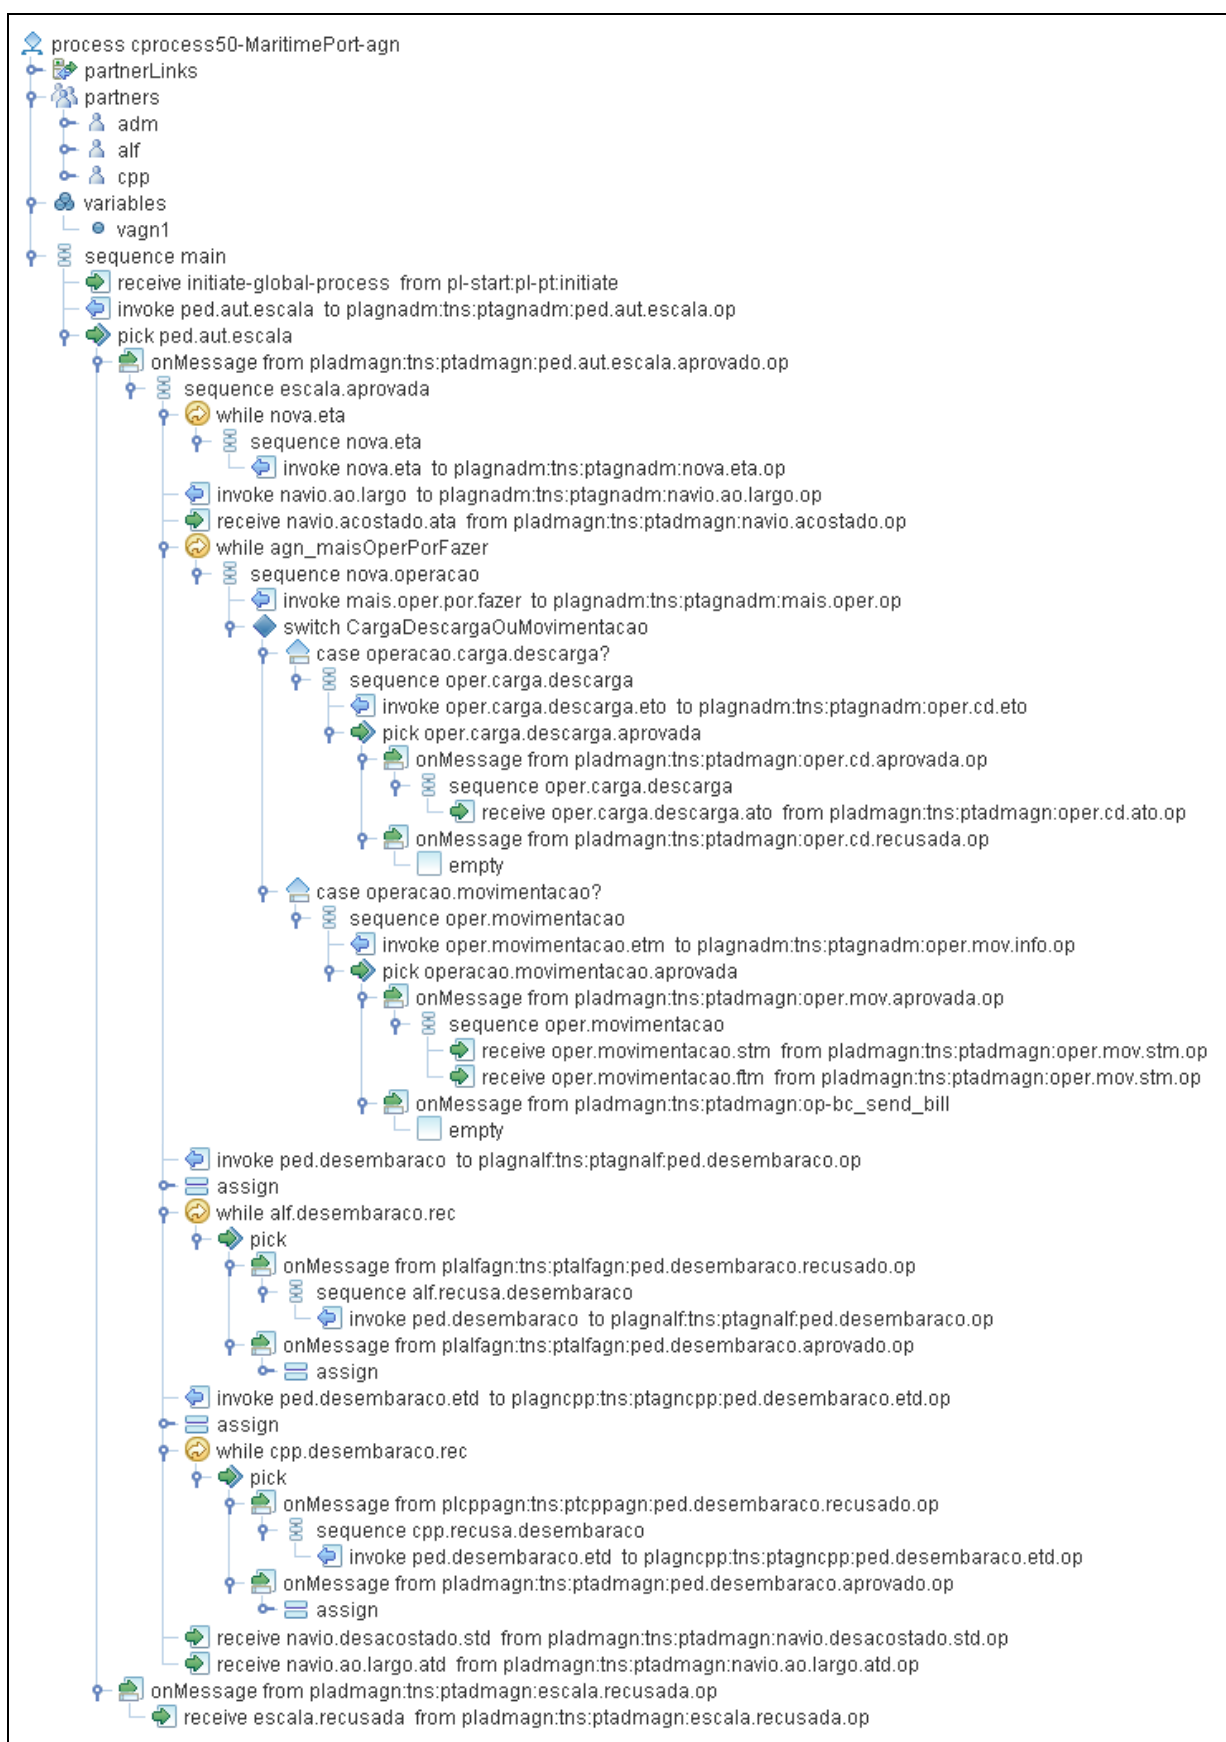 process cprocess50-MaritimePort-agn
partnerLinks
partners
adm
alf
cpp
variables
vagn1
sequence main
receive initiate-global-process from pl-start:pl-pt:initiate
invoke ped.aut.escala to plagnadm:tns:ptagnadm:ped.aut.escala.op
pick ped.aut.escala
onMessage from pladmagn:tns:ptadmagn:ped.aut.escala.aprovado.op
sequence escala.aprovada
while nova.eta
sequence nova.eta
invoke nova.eta to plagnadm:tns:ptagnadm:nova.eta.op
invoke navio.ao.largo to plagnadm:tns:ptagnadm:navio.ao.largo.op
receive navio.acostado.ata from pladmagn:tns:ptadmagn:navio.acostado.op
while agn_maisOperPorFazer
sequence nova.operacao
invoke mais.oper.por.fazer to plagnadm:tns:ptagnadm:mais.oper.op
switch CargaDescargaOuMovimentacao
case operacao.carga.descarga?
sequence oper.carga.descarga
invoke oper.carga.descarga.eto to plagnadm:tns:ptagnadm:oper.cd.eto
pick oper.carga.descarga.aprovada
onMessage from pladmagn:tns:ptadmagn:oper.cd.aprovada.op
sequence oper.carga.descarga
receive oper.carga.descarga.ato from pladmagn:tns:ptadmagn:oper.cd.ato.op
onMessage from pladmagn:tns:ptadmagn:oper.cd.recusada.op
empty
case operacao.movimentacao?
sequence oper.movimentacao
invoke oper.movimentacao.etm to plagnadm:tns:ptagnadm:oper.mov.info.op
pick operacao.movimentacao.aprovada
onMessage from pladmagn:tns:ptadmagn:oper.mov.aprovada.op
sequence oper.movimentacao
receive oper.movimentacao.stm from pladmagn:tns:ptadmagn:oper.mov.stm.op
receive oper.movimentacao.ftm from pladmagn:tns:ptadmagn:oper.mov.stm.op
onMessage from pladmagn:tns:ptadmagn:op-bc_send_bill
empty
invoke ped.desembaraco to plagnalf:tns:ptagnalf:ped.desembaraco.op
assign
while alf.desembaraco.rec
pick
onMessage from plalfagn:tns:ptalfagn:ped.desembaraco.recusado.op
sequence alf.recusa.desembaraco
invoke ped.desembaraco to plagnalf:tns:ptagnalf:ped.desembaraco.op
onMessage from plalfagn:tns:ptalfagn:ped.desembaraco.aprovado.op
assign
invoke ped.desembaraco.etd to plagncpp:tns:ptagncpp:ped.desembaraco.etd.op
assign
while cpp.desembaraco.rec
pick
onMessage from plcppagn:tns:ptcppagn:ped.desembaraco.recusado.op
sequence cpp.recusa.desembaraco
invoke ped.desembaraco.etd to plagncpp:tns:ptagncpp:ped.desembaraco.etd.op
onMessage from pladmagn:tns:ptadmagn:ped.desembaraco.aprovado.op
assign
receive navio.desacostado.std from pladmagn:tns:ptadmagn:navio.desacostado.std.op
receive navio.ao.largo.atd from pladmagn:tns:ptadmagn:navio.ao.largo.atd.op
onMessage from pladmagn:tns:ptadmagn:escala.recusada.op
receive escala.recusada from pladmagn:tns:ptadmagn:escala.recusada.op